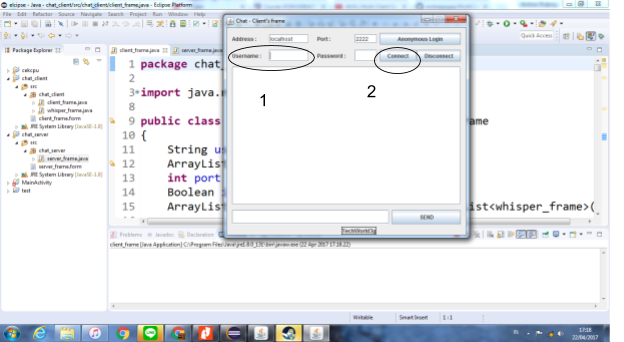 elcipse - Java - chat_client/src/chat_client/client_frame.java - Eclipse Platform
File Edit Refactor Source Navigate Search Project Run Window Help
Quick Access
Package Explorer
client_frame.java server_frame.java
cekcpu
chat_client
src
chat_client
client_frame.java
whisper_frame.java
client_frame.form
JRE System Library [JavaSE-1.8]
chat_server
src
chat_server
server_frame.java
server_frame.form
JRE System Library [JavaSE-1.8]
MainActivity
test
1 package chat_
2
3 import java.
9 public class
10 {
11 String us
12 ArrayList
13 int port
14 Boolean
15 ArrayList
ame
ist<whisper_frame>(
Chat - Client's frame
Address : localhost Port : 2222 Anonymous Login
Username : Password : Connect Disconnect
1
2
SEND
TechWorld3g
Problems Javadoc Declaration
client_frame [Java Application] C:\Program Files\Java\jre1.8.0_131\bin\javaw.exe (22 Apr 2017 17.18.22)
Writable Smart Insert 1 : 1
17:18
22/04/2017